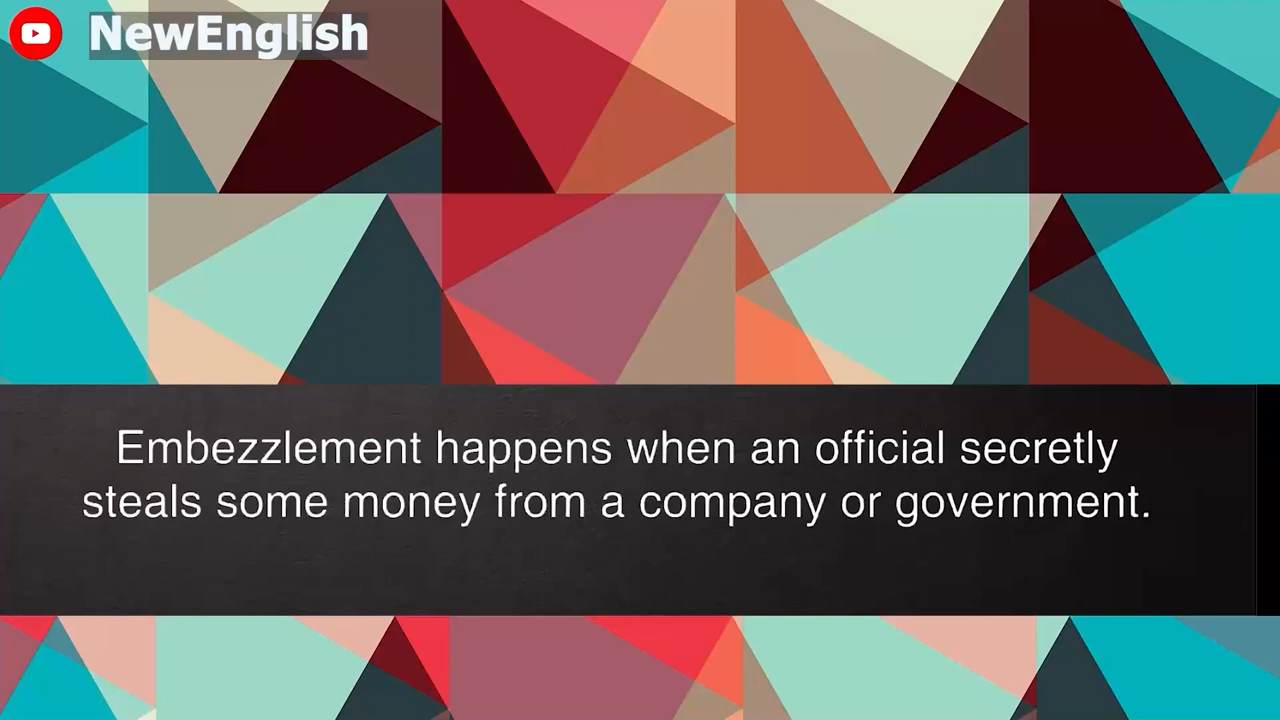 NewEnglish
Embezzlement happens when an official secretly
steals some money from a company or government.